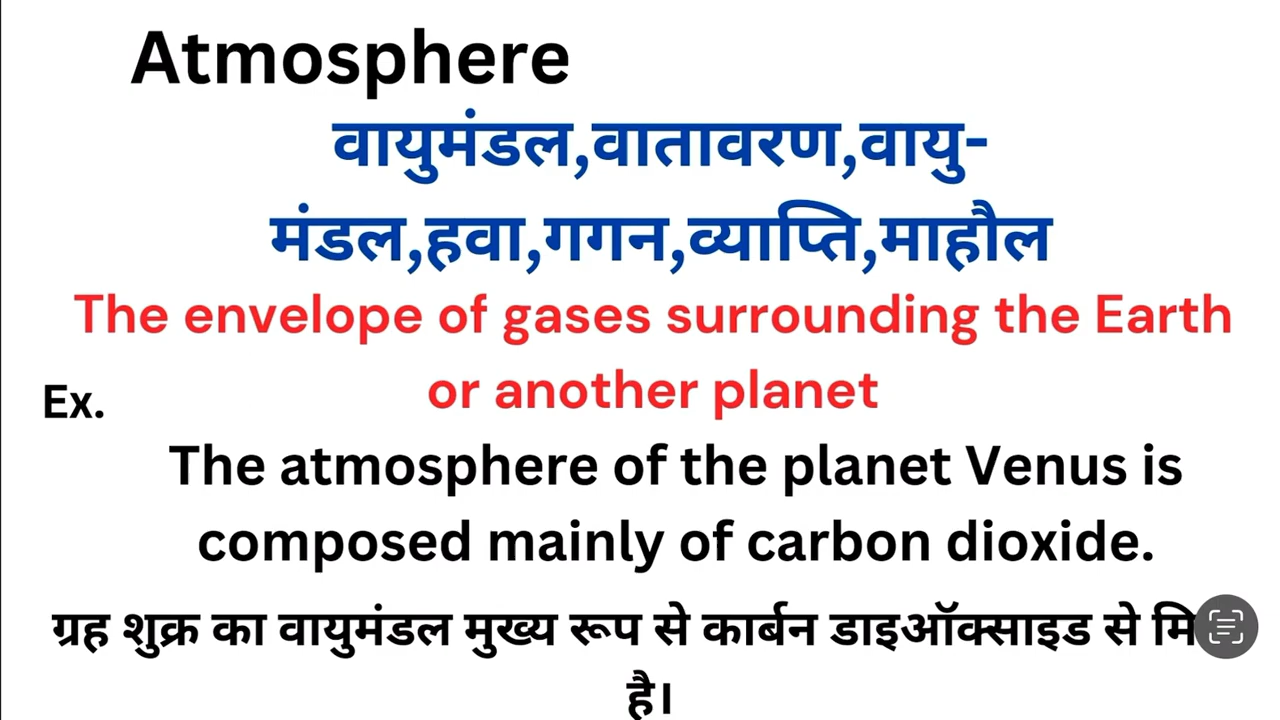 Atmosphere
वायुमंडल,वातावरण,वायु-
मंडल,हवा,गगन,व्याप्ति,माहौल
The envelope of gases surrounding the Earth
or another planet
Ex.
The atmosphere of the planet Venus is
composed mainly of carbon dioxide.
ग्रह शुक्र का वायुमंडल मुख्य रूप से कार्बन डाइऑक्साइड से
है।